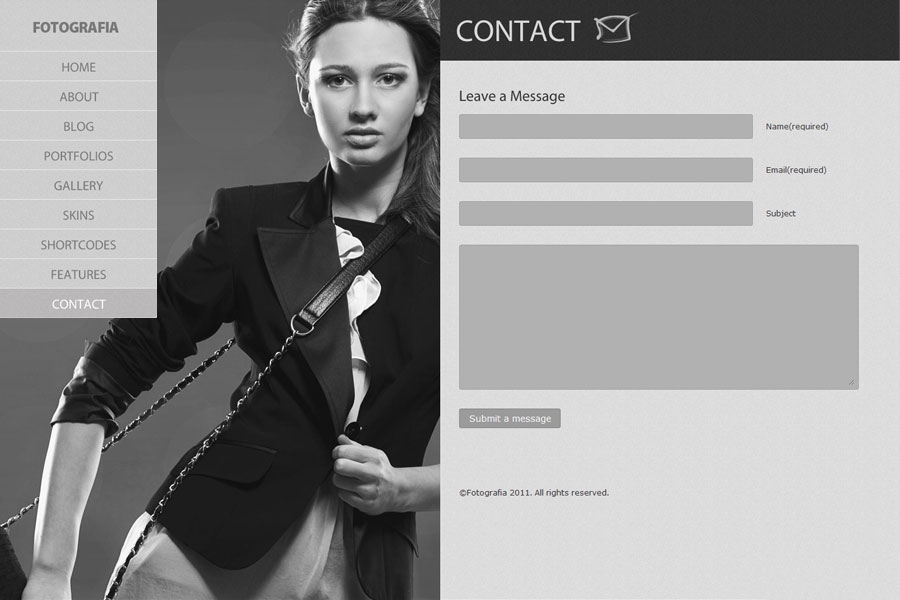 FOTOGRAFIA
HOME
ABOUT
BLOG
PORTFOLIOS
GALLERY
SKINS
SHORTCODES
FEATURES
CONTACT
CONTACT
Leave a Message
Name(required)
Email(required)
Subject
Submit a message
©Fotografia 2011. All rights reserved.